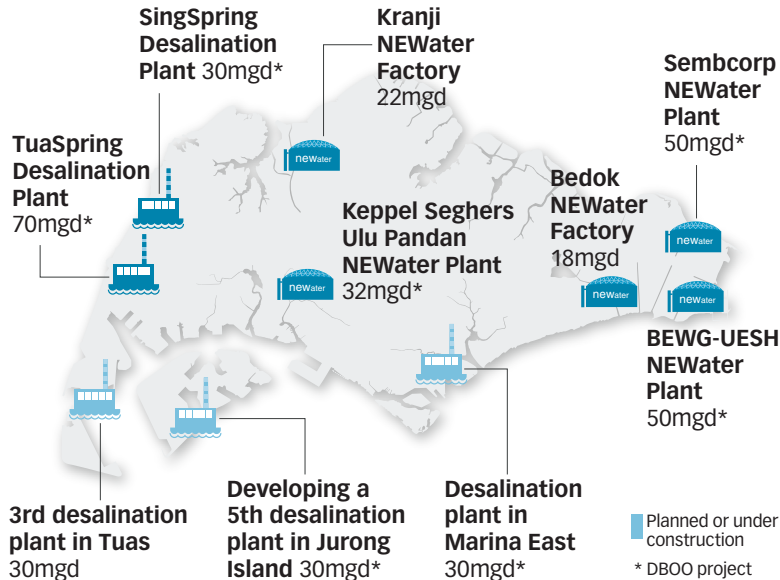 SingSpring
Desalination
Plant 30mgd*
Kranji
NEWater
Factory
22mgd
Sembcorp
NEWater
Plant
50mgd*
TuaSpring
Desalination
Plant
70mgd*
newater
Keppel Seghers
Ulu Pandan
NEWater Plant
32mgd*
newater
Bedok
NEWater
Factory
18mgd
newater
newater
newater
BEWG-UESH
NEWater
Plant
50mgd*
3rd desalination
plant in Tuas
30mgd
Developing a
5th desalination
plant in Jurong
Island 30mgd*
Desalination
plant in
Marina East
30mgd*
Planned or under
construction
* DBOO project